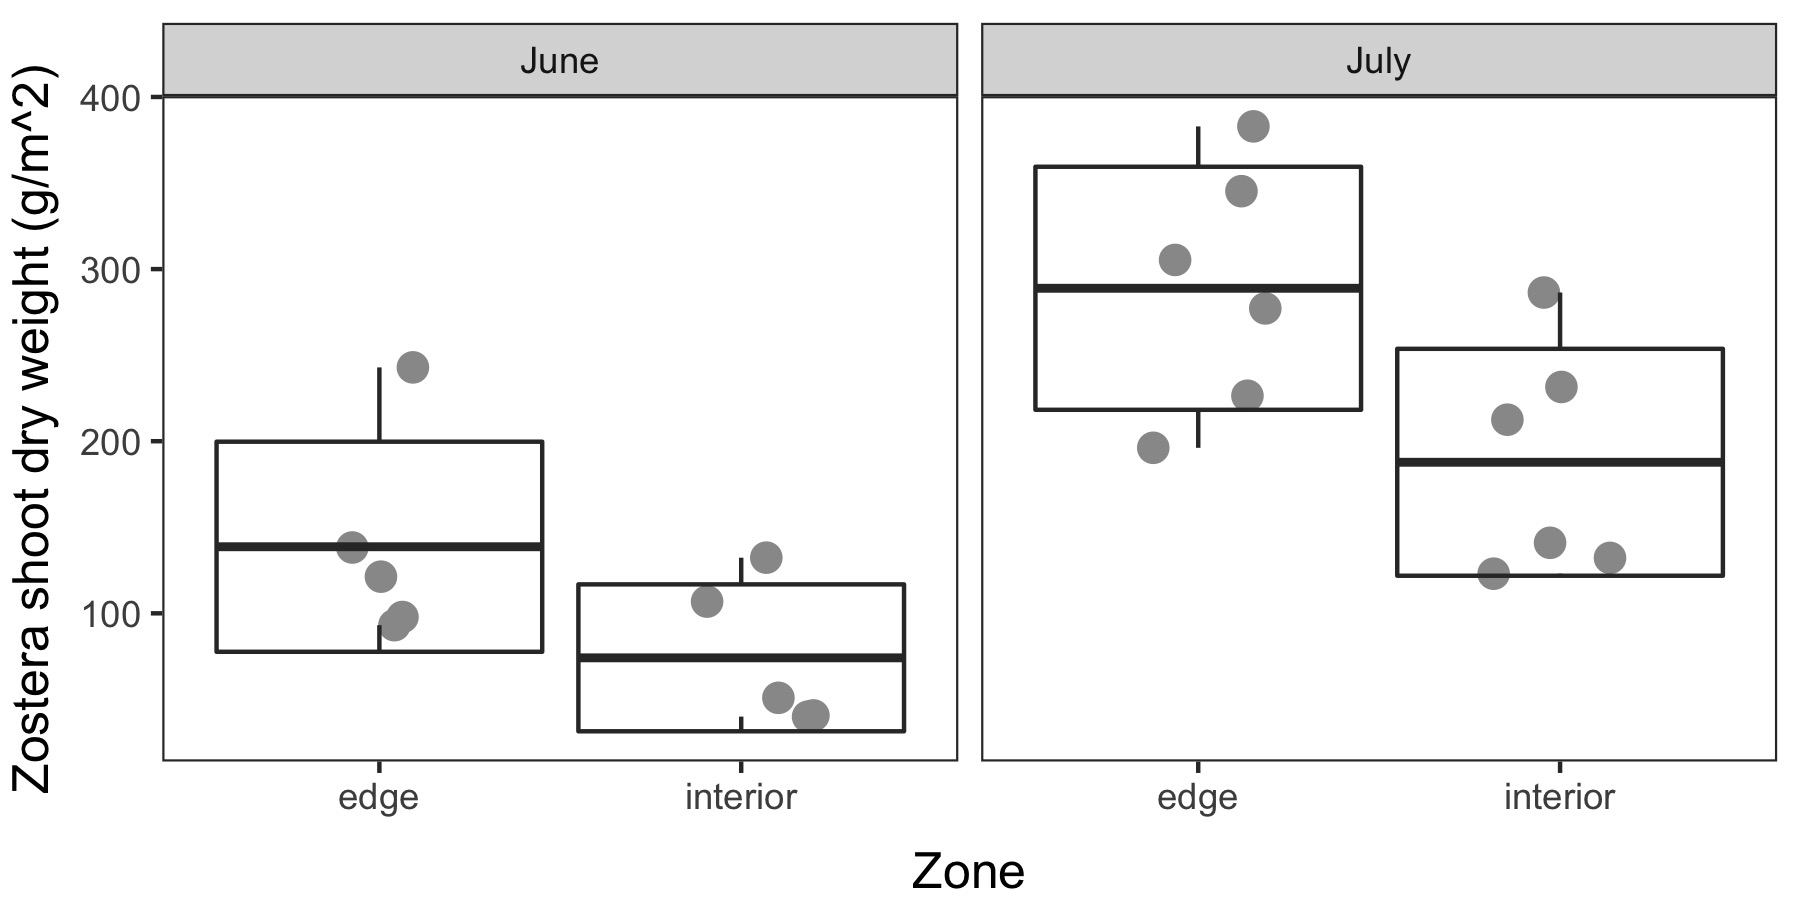 June
July
Zostera shoot dry weight (g/m^2)
400
300
200
100
edge
interior
edge
interior
Zone